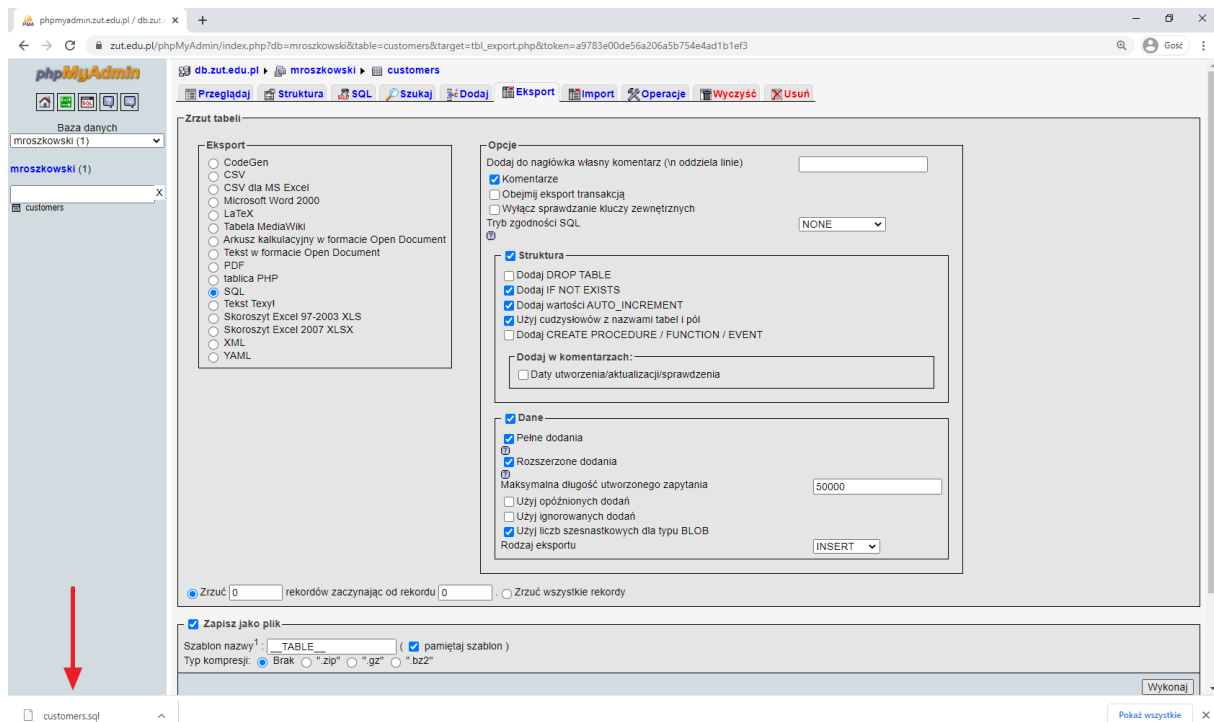 phpmyadmin.zut.edu.pl / db.zut.
zut.edu.pl/phpMyAdmin/index.php?db=mroszkowski&table=customers&target=tbl_export.php&token=a9783e00de56a206a5b754e4ad1b1ef3
Gość
phpMyAdmin
Baza danych
mroszkowski (1)
mroszkowski (1)
X
customers
db.zut.edu.pl ▸ mroszkowski ▸ customers
Przeglądaj Struktura SQL Szukaj Dodaj Eksport Import Operacje Wyczyść Usuń
Zrzut tabeli
Eksport
CodeGen
CSV
CSV dla MS Excel
Microsoft Word 2000
LaTeX
Tabela MediaWiki
Arkusz kalkulacyjny w formacie Open Document
Tekst w formacie Open Document
PDF
tablica PHP
SQL
Tekst Texy!
Skoroszyt Excel 97-2003 XLS
Skoroszyt Excel 2007 XLSX
XML
YAML
Opcje
Dodaj do nagłówka własny komentarz (\n oddziela linie)
Komentarze
Obejmij eksport transakcją
Wyłącz sprawdzanie kluczy zewnętrznych
Tryb zgodności SQL NONE
Struktura
Dodaj DROP TABLE
Dodaj IF NOT EXISTS
Dodaj wartości AUTO_INCREMENT
Użyj cudzysłowów z nazwami tabel i pól
Dodaj CREATE PROCEDURE / FUNCTION / EVENT
Dodaj w komentarzach:
Daty utworzenia/aktualizacji/sprawdzenia
Dane
Pełne dodania
Rozszerzone dodania
Maksymalna długość utworzonego zapytania 50000
Użyj opóźnionych dodań
Użyj ignorowanych dodań
Użyj liczb szesnastkowych dla typu BLOB
Rodzaj eksportu INSERT
Zrzuć 0 rekordów zaczynając od rekordu 0 . Zrzuć wszystkie rekordy
Zapisz jako plik
Szablon nazwy1 : __TABLE__ ( pamiętaj szablon )
Typ kompresji: Brak ".zip" ".gz" ".bz2"
Wykonaj
customers.sql
Pokaż wszystkie